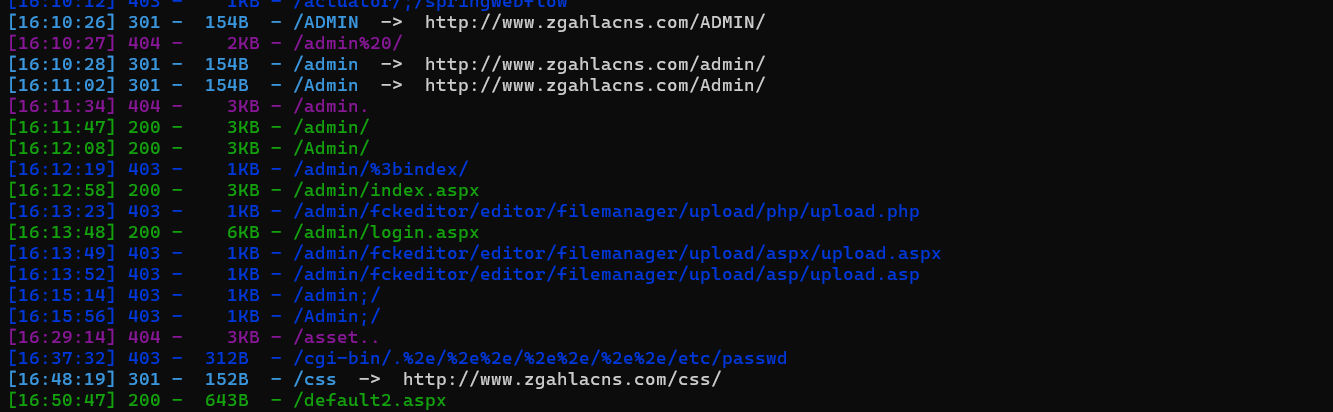 [16:10:12] 403 -    1KB - /actuator/;/springWebflow
[16:10:26] 301 -  154B  - /ADMIN  ->  http://www.zgahlacns.com/ADMIN/
[16:10:27] 404 -    2KB - /admin%20/
[16:10:28] 301 -  154B  - /admin  ->  http://www.zgahlacns.com/admin/
[16:11:02] 301 -  154B  - /Admin  ->  http://www.zgahlacns.com/Admin/
[16:11:34] 404 -    3KB - /admin.
[16:11:47] 200 -    3KB - /admin/
[16:12:08] 200 -    3KB - /Admin/
[16:12:19] 403 -    1KB - /admin/%3bindex/
[16:12:58] 200 -    3KB - /admin/index.aspx
[16:13:23] 403 -    1KB - /admin/fckeditor/editor/filemanager/upload/php/upload.php
[16:13:48] 200 -    6KB - /admin/login.aspx
[16:13:49] 403 -    1KB - /admin/fckeditor/editor/filemanager/upload/aspx/upload.aspx
[16:13:52] 403 -    1KB - /admin/fckeditor/editor/filemanager/upload/asp/upload.asp
[16:15:14] 403 -    1KB - /admin;/
[16:15:56] 403 -    1KB - /Admin;/
[16:29:14] 404 -    3KB - /asset..
[16:37:32] 403 -  312B  - /cgi-bin/.%2e/%2e%2e/%2e%2e/%2e%2e/etc/passwd
[16:48:19] 301 -  152B  - /css  ->  http://www.zgahlacns.com/css/
[16:50:47] 200 -  643B  - /default2.aspx